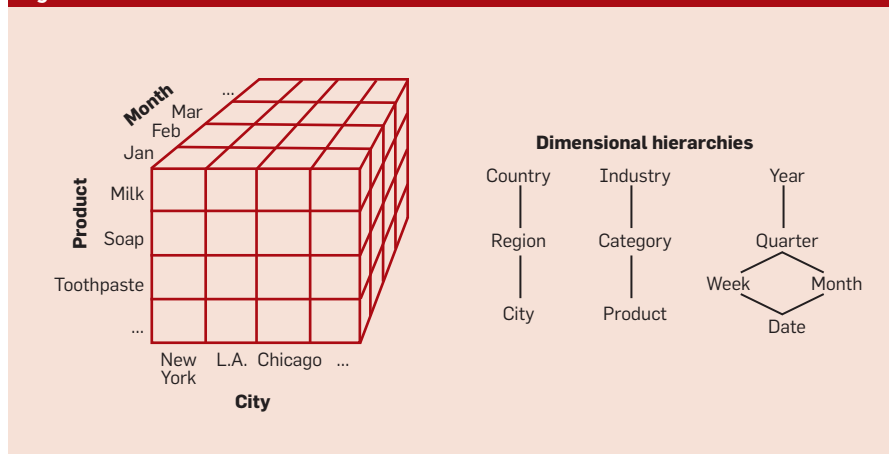 Month
...
Mar
Feb
Jan
Product
Milk
Soap
Toothpaste
...
New York
L.A.
Chicago
...
City
Dimensional hierarchies
Country
Industry
Year
Region
Category
Quarter
Week
Month
City
Product
Date